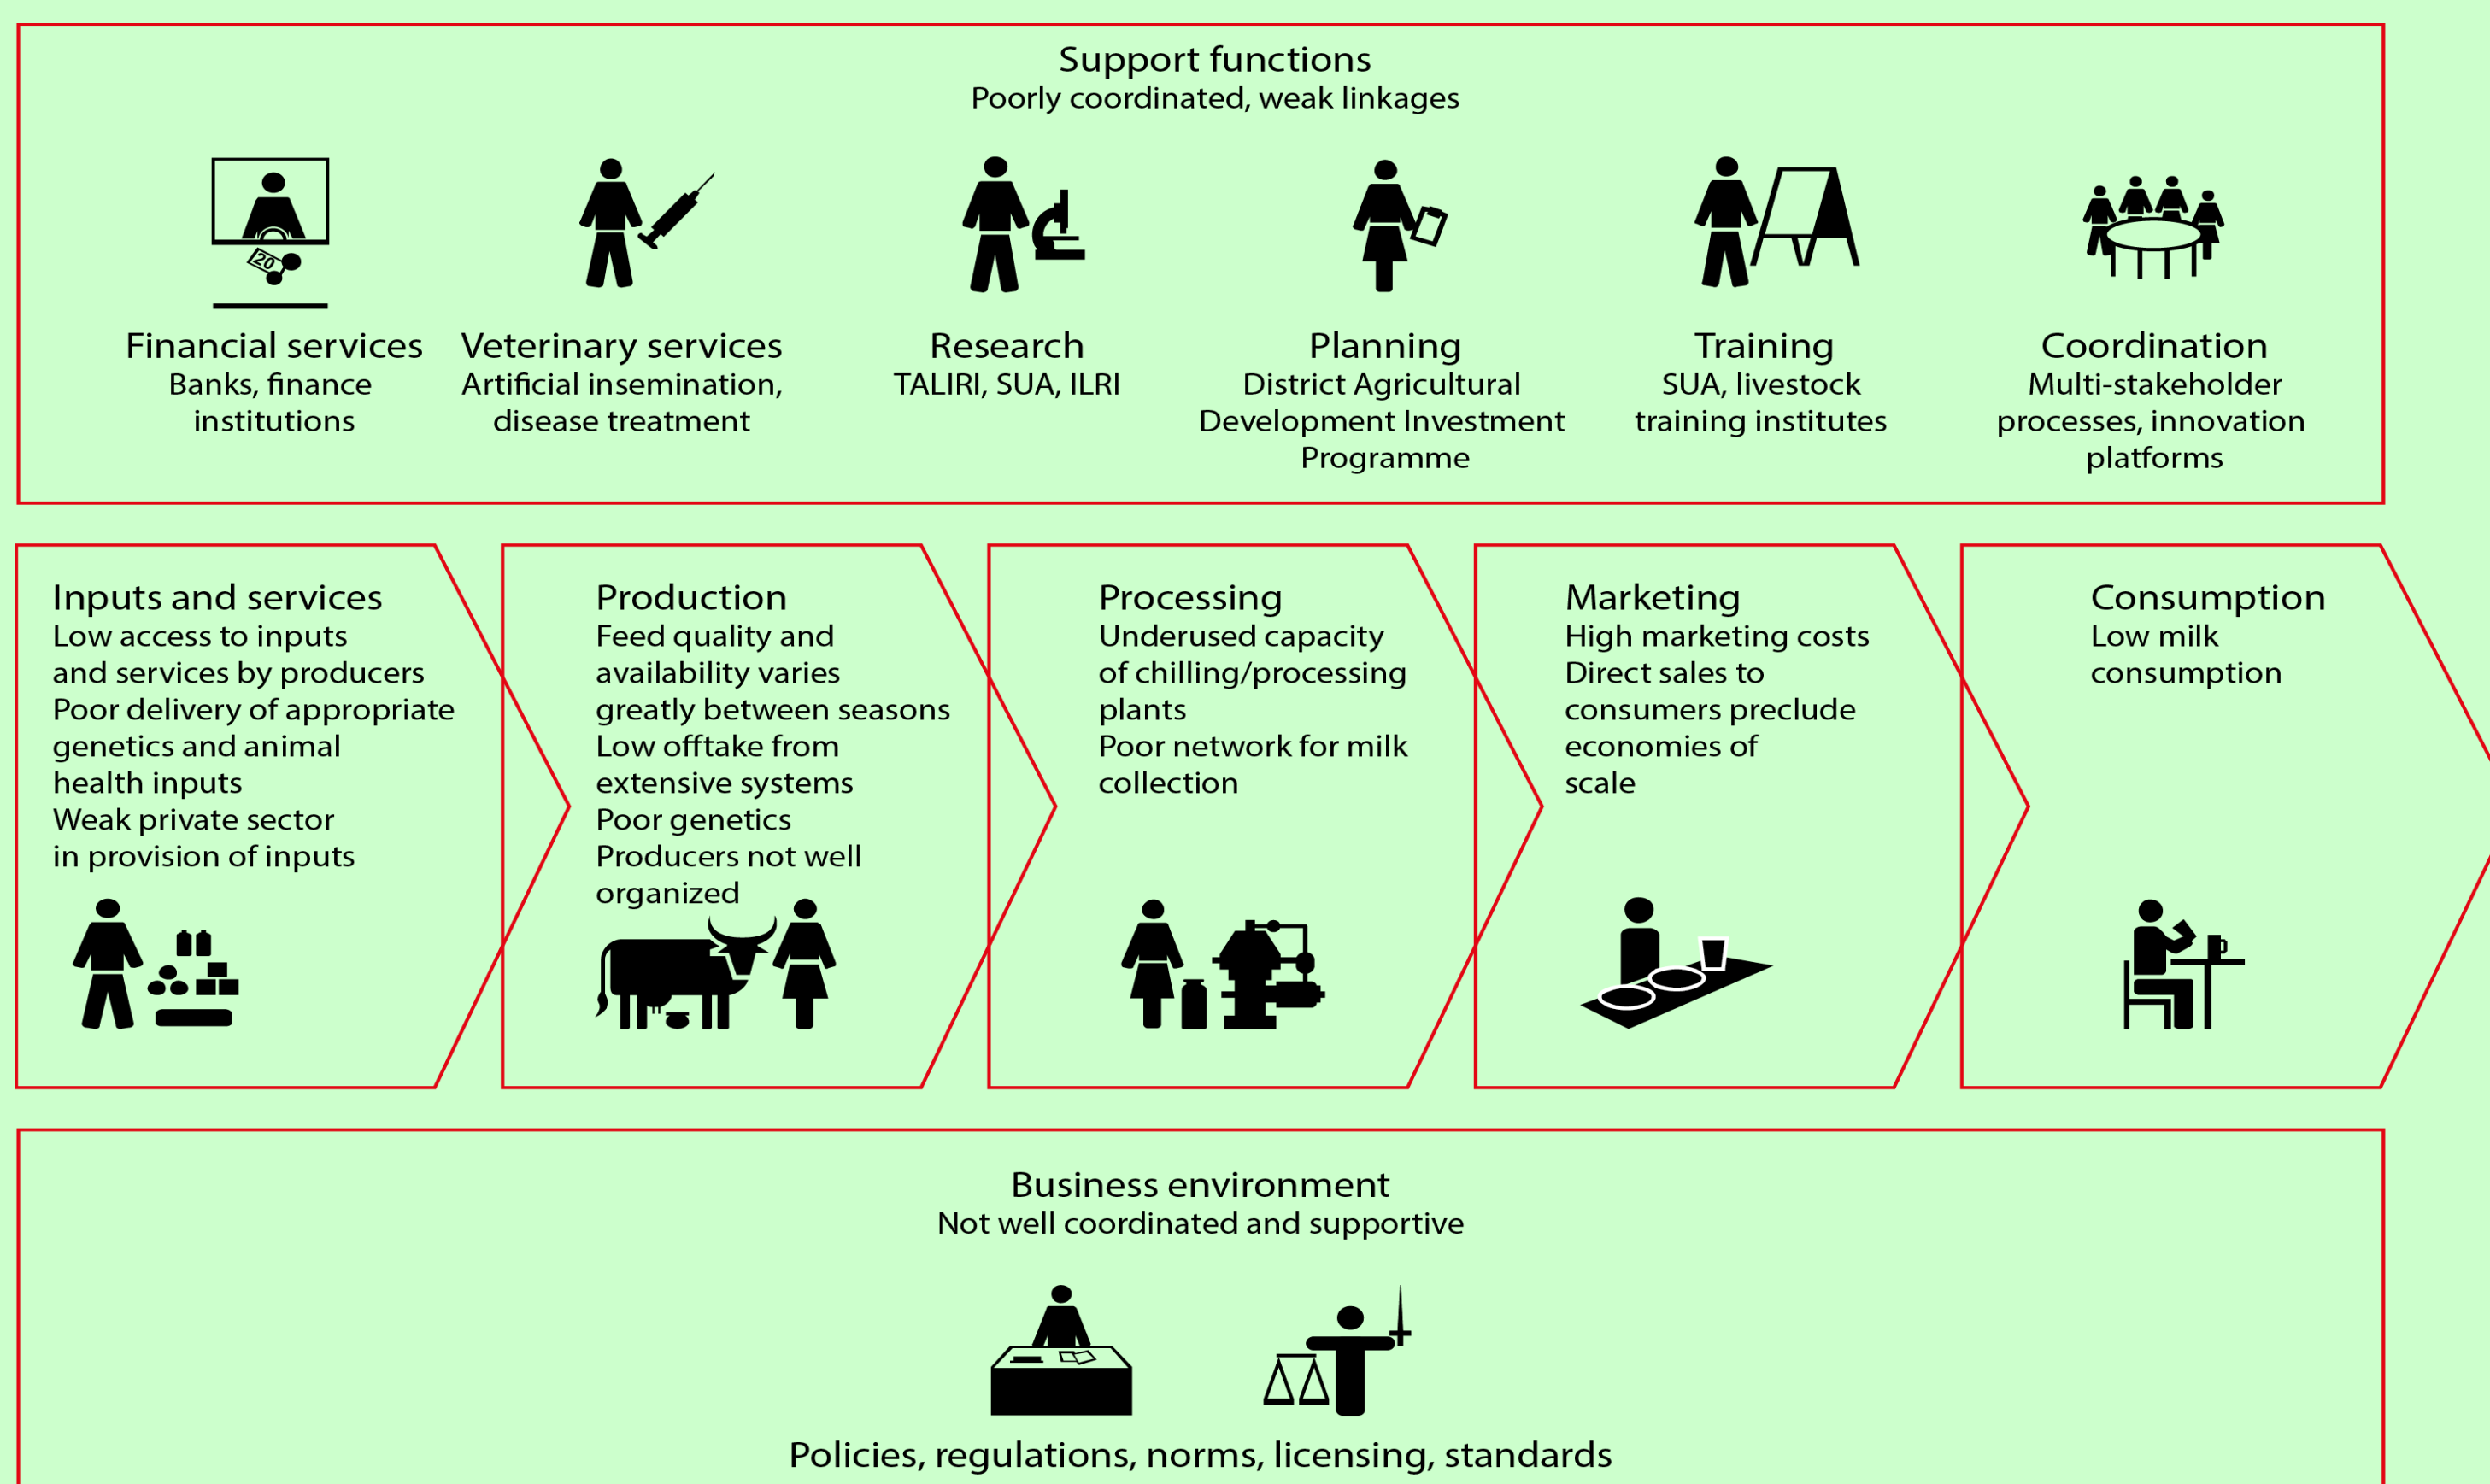 Support functions
Poorly coordinated, weak linkages
20
Financial services
Banks, finance
institutions
Veterinary services
Artificial insemination,
disease treatment
Research
TALIRI, SUA, ILRI
Planning
District Agricultural
Development Investment
Programme
Training
SUA, livestock
training institutes
Coordination
Multi-stakeholder
processes, innovation
platforms
Inputs and services
Low access to inputs
and services by producers
Poor delivery of appropriate
genetics and animal
health inputs
Weak private sector
in provision of inputs
Production
Feed quality and
availability varies
greatly between seasons
Low offtake from
extensive systems
Poor genetics
Producers not well
organized
Processing
Underused capacity
of chilling/processing
plants
Poor network for milk
collection
Marketing
High marketing costs
Direct sales to
consumers preclude
economies of
scale
Consumption
Low milk
consumption
Business environment
Not well coordinated and supportive
Policies, regulations, norms, licensing, standards